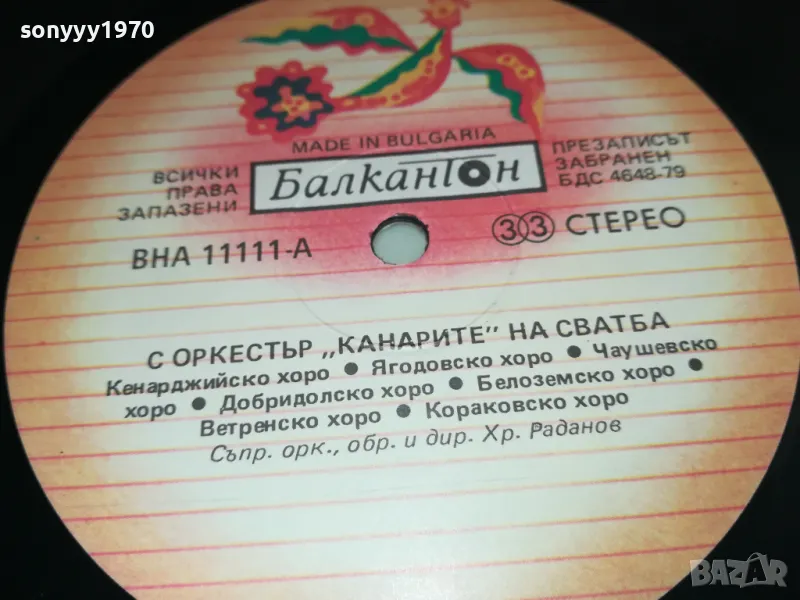 sonyyy1970
MADE IN BULGARIA
ВСИЧКИ
ПРАВА
ЗАПАЗЕНИ
Балкантон
ПРЕЗАПИСЪТ
ЗАБРАНЕН
БДС 4648-79
ВНА 11111-А
33 СТЕРЕО
С ОРКЕСТЪР „КАНАРИТЕ" НА СВАТБА
Кенарджийско хоро ● Ягодовско хоро ● Чаушевско
хоро ● Добридолско хоро ● Белоземско хоро ●
Ветренско хоро ● Кораковско хоро
Съпр. орк., обр. и дир. Хр. Раданов
BAZAR